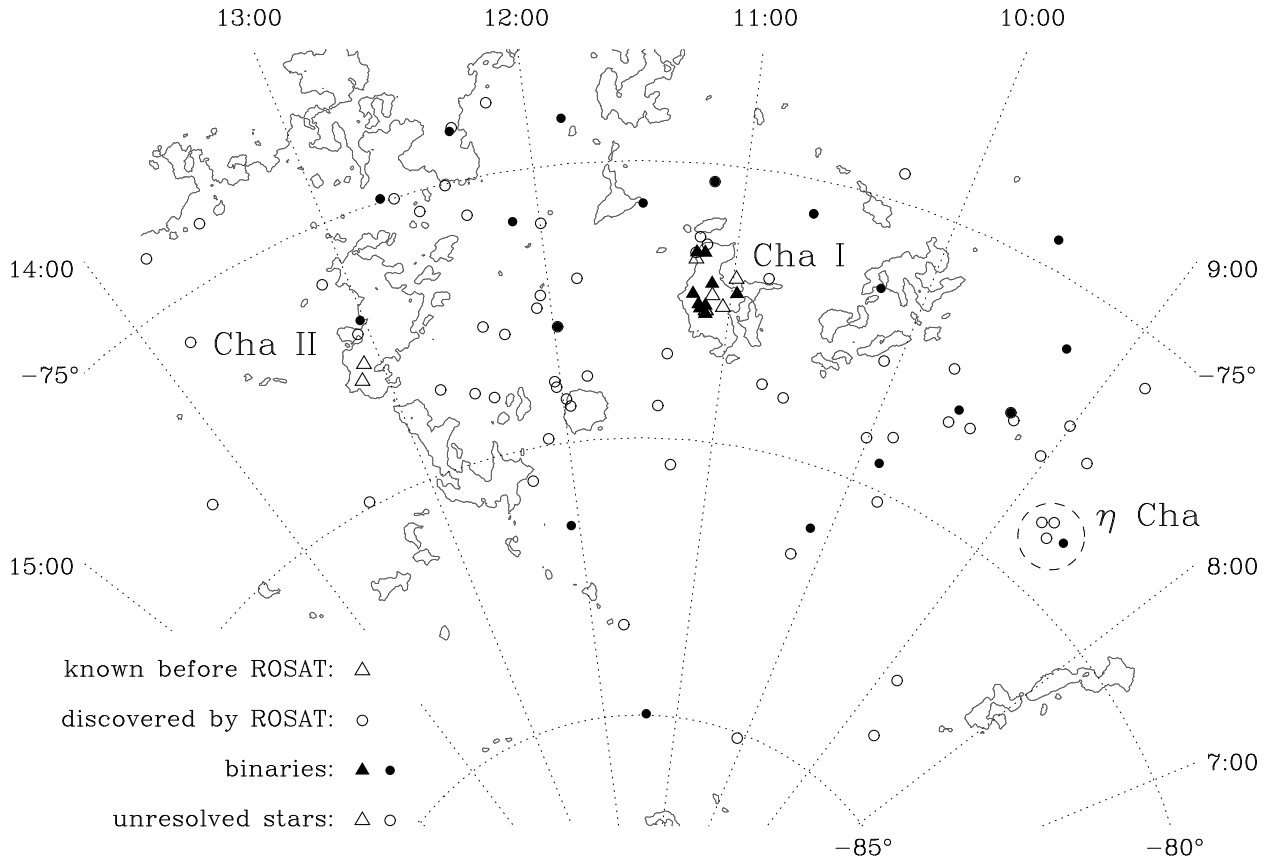 13:00 12:00 11:00 10:00
Cha I
14:00 9:00
Cha II
−75° −75°
η Cha
15:00 8:00
known before ROSAT:
discovered by ROSAT:
binaries: 7:00
unresolved stars:
−85° −80°